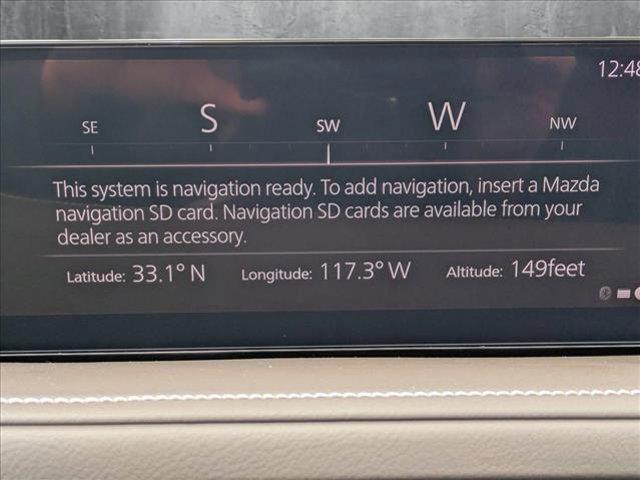 12:48
SE S SW W NW
This system is navigation ready. To add navigation, insert a Mazda
navigation SD card. Navigation SD cards are available from your
dealer as an accessory.
Latitude: 33.1° N Longitude: 117.3° W Altitude: 149feet